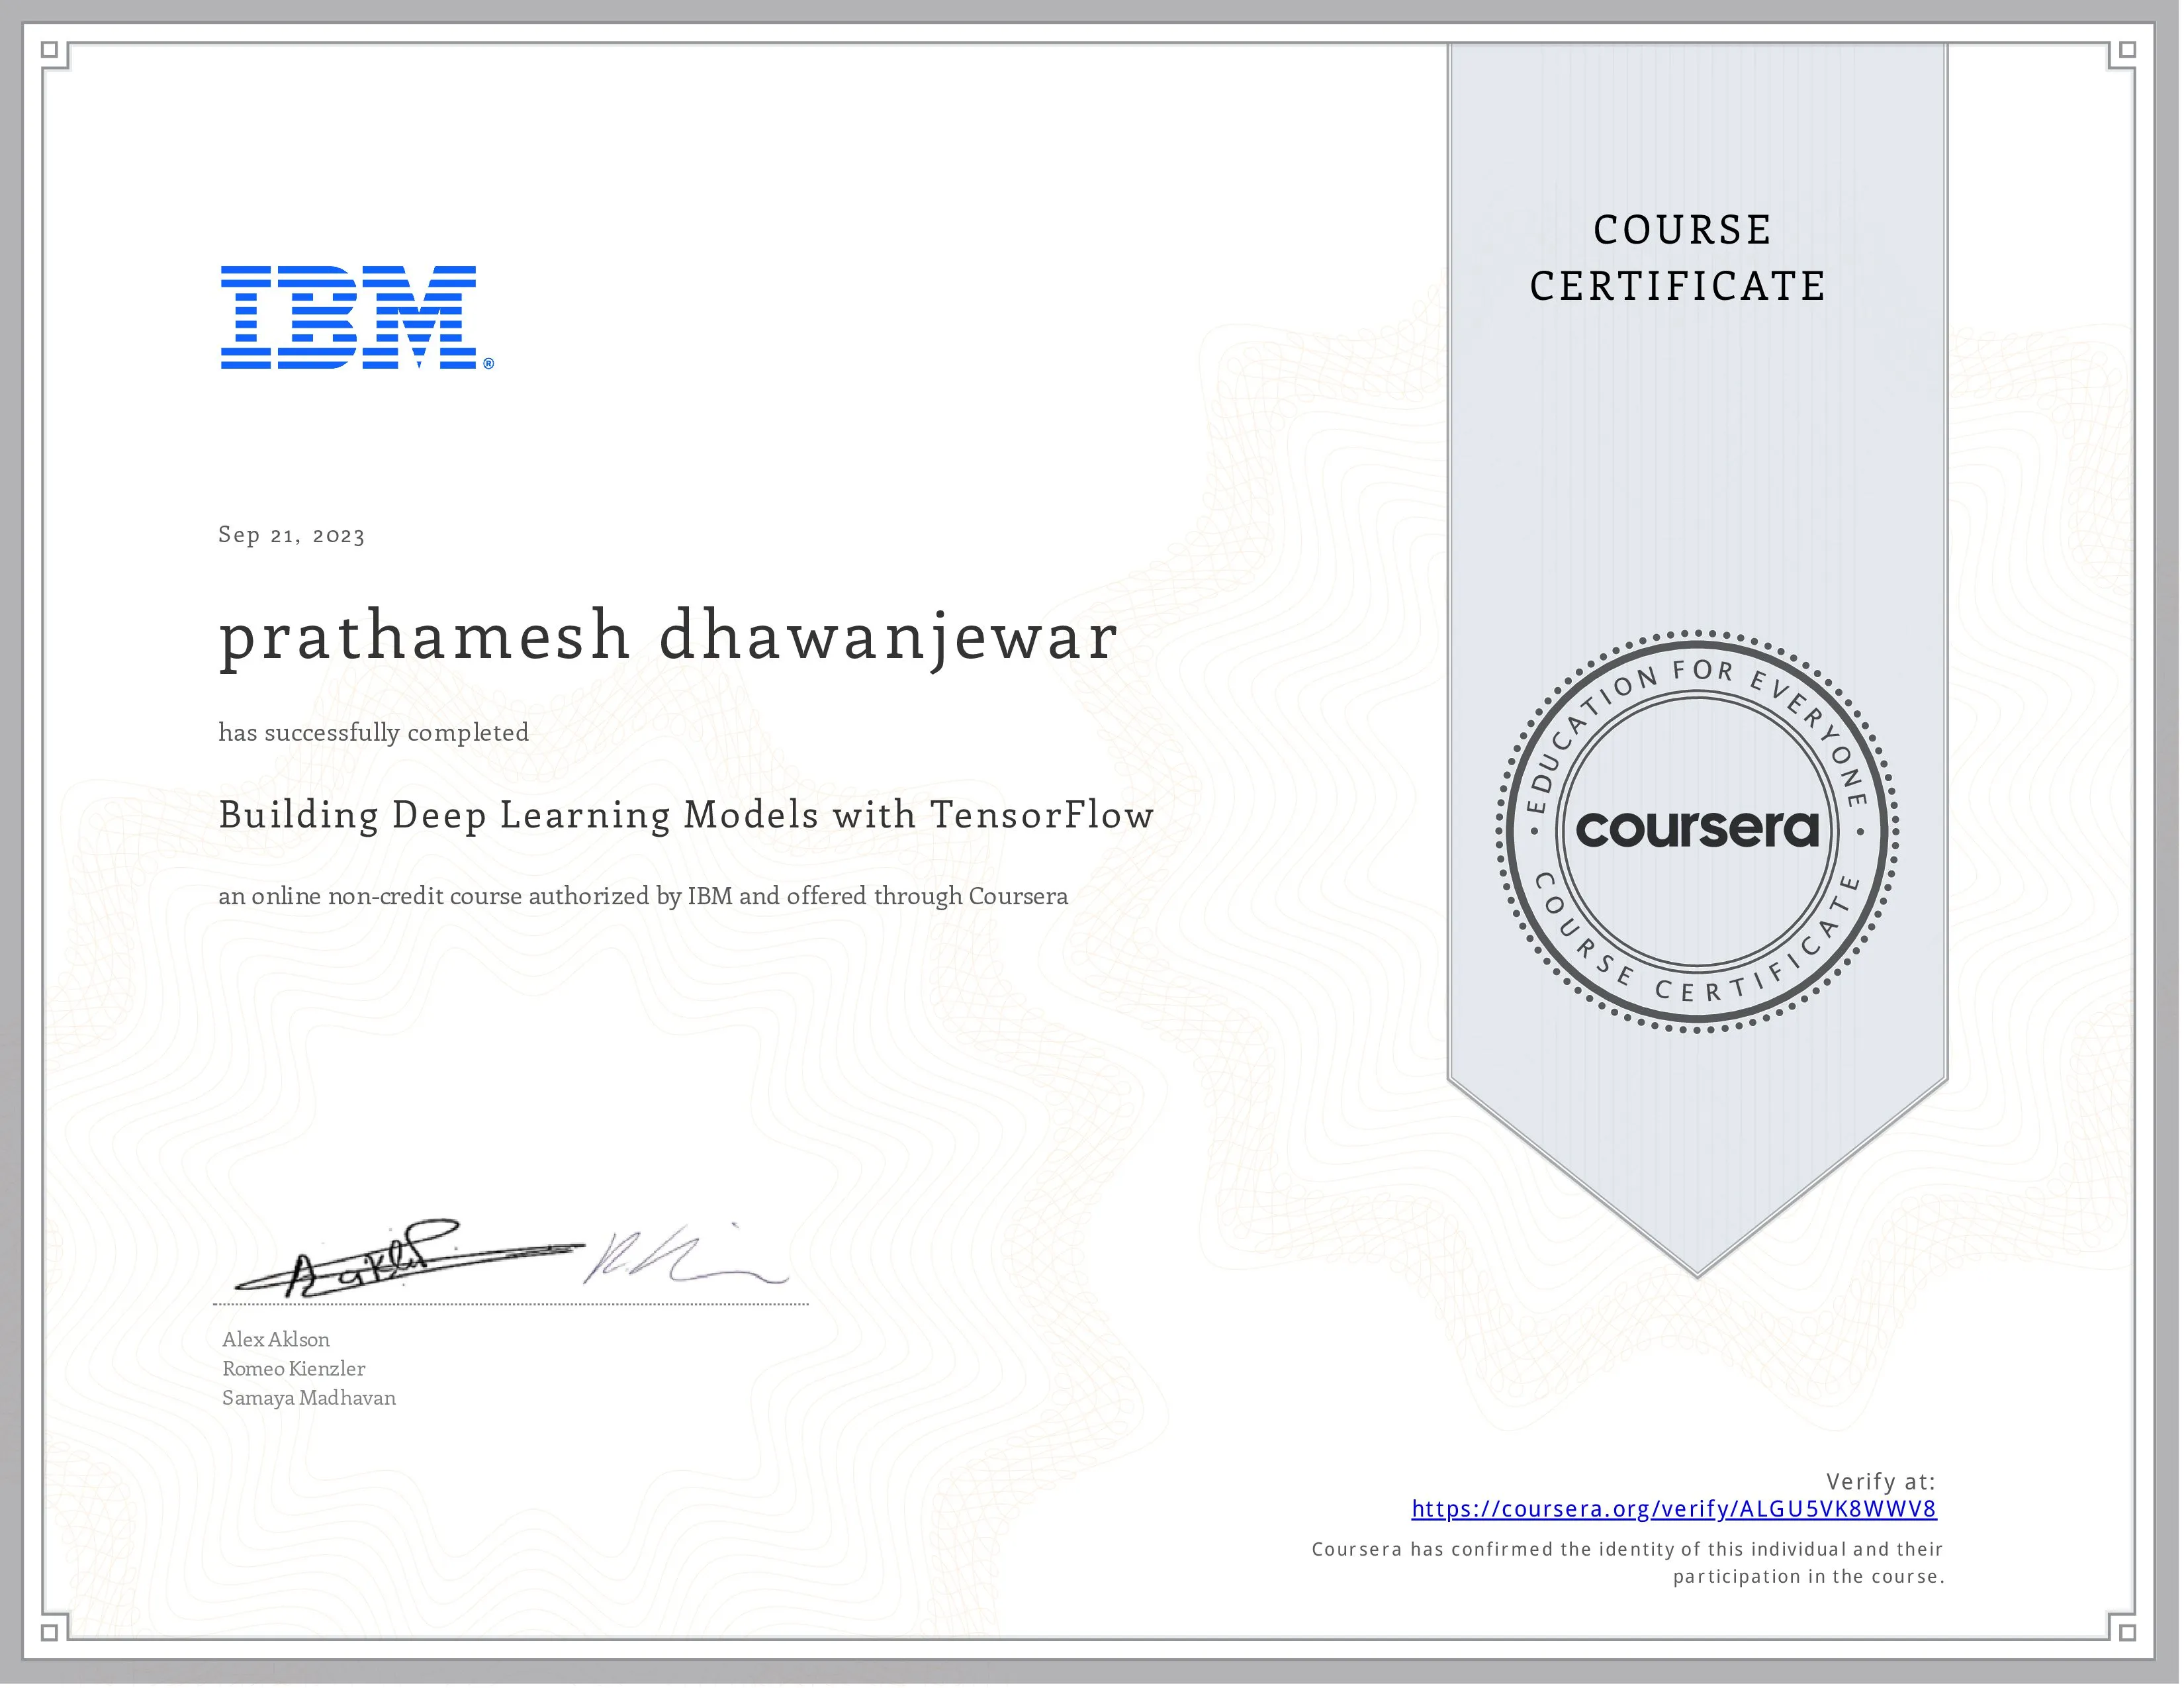 COURSE
CERTIFICATE
IBM®
Sep 21, 2023
prathamesh dhawanjewar
has successfully completed
Building Deep Learning Models with TensorFlow
an online non-credit course authorized by IBM and offered through Coursera
EDUCATION FOR EVERYONE
coursera
COURSE CERTIFICATE
Alex Aklson
Romeo Kienzler
Samaya Madhavan
Verify at:
https://coursera.org/verify/ALGU5VK8WWV8
Coursera has confirmed the identity of this individual and their
participation in the course.